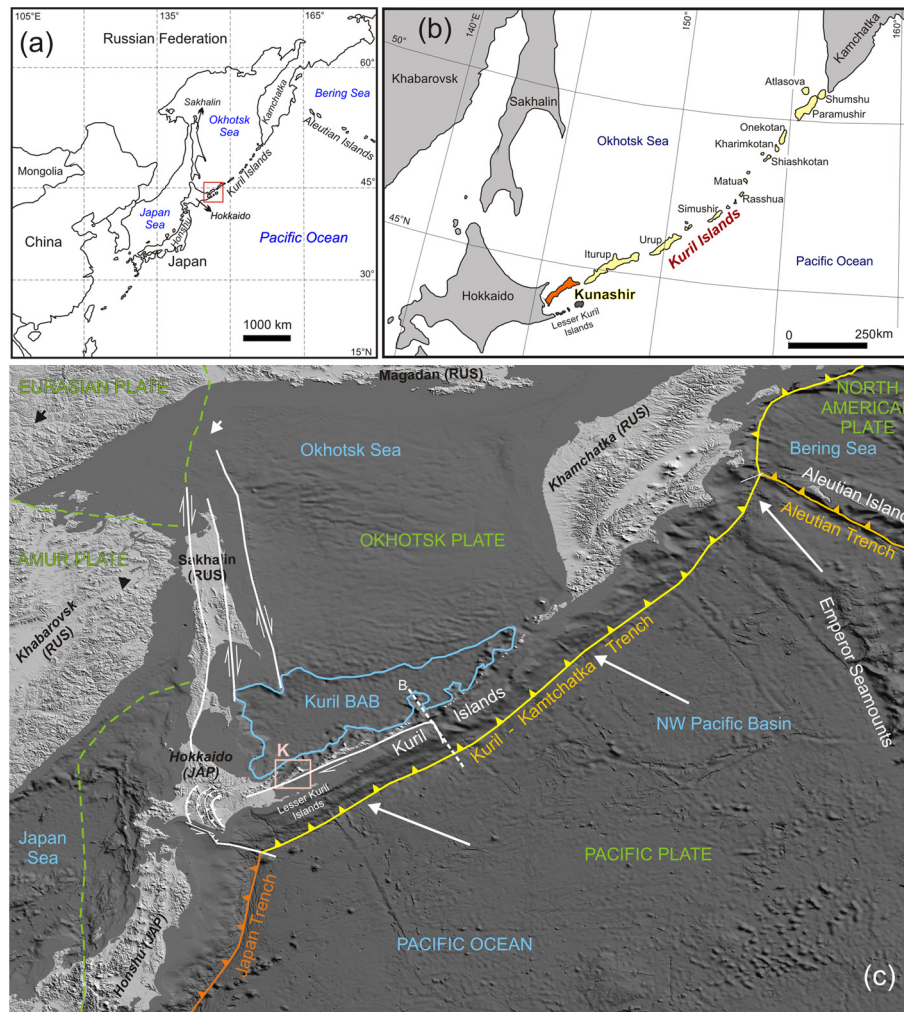 (a)
105°E
135°
165°
Russian Federation
60°
Bering Sea
Sakhalin
Okhotsk
Sea
Kamchatka
Aleutian Islands
Mongolia
Kuril Islands
45°
Hokkaido
Japan
Sea
Honshu
China
Japan
Pacific Ocean
30°
1000 km
15°N
(b)
140°E
150°
160°
50°
Khabarovsk
Sakhalin
Kamchatka
Atlasova
Shumshu
Paramushir
Okhotsk Sea
Onekotan
Kharimkotan
Shiashkotan
Matua
Rasshua
45°N
Simushir
Kuril Islands
Urup
Iturup
Pacific Ocean
Hokkaido
Kunashir
Lesser Kuril
Islands
0
250km
EURASIAN PLATE
Magadan (RUS)
NORTH
AMERICAN
PLATE
Okhotsk Sea
Khamchatka (RUS)
Bering Sea
Aleutian Island
Aleutian Trench
OKHOTSK PLATE
AMUR PLATE
Sakhalin
(RUS)
Khabarovsk
(RUS)
Emperor Seamounts
Kuril BAB
B
Islands
Kuril
Kuril - Kamtchatka - Trench
NW Pacific Basin
K
Hokkaido
(JAP)
Lesser Kuril
Islands
Japan
Sea
PACIFIC PLATE
Japan Trench
Honshu (JAP)
PACIFIC OCEAN
(c)